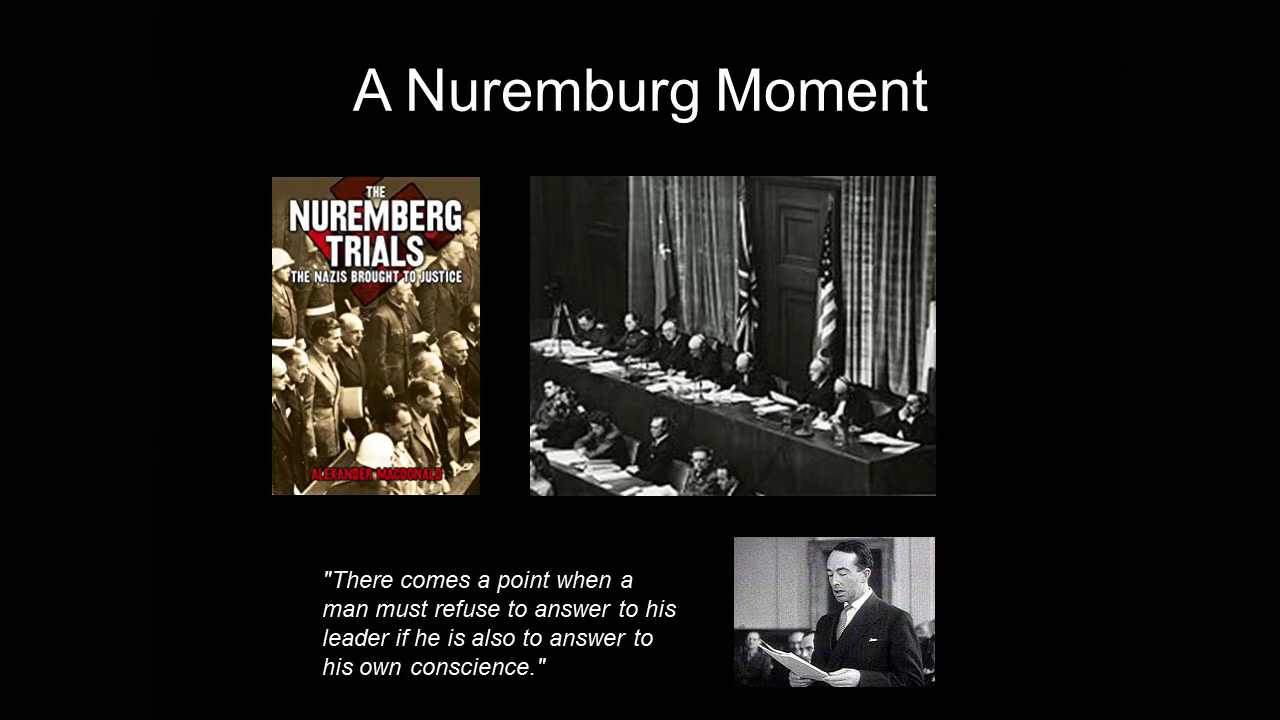 A Nuremburg Moment
THE
NUREMBERG
TRIALS
THE NAZIS BROUGHT TO JUSTICE
ALEXANDER MACDONALD
"There comes a point when a
man must refuse to answer to his
leader if he is also to answer to
his own conscience."